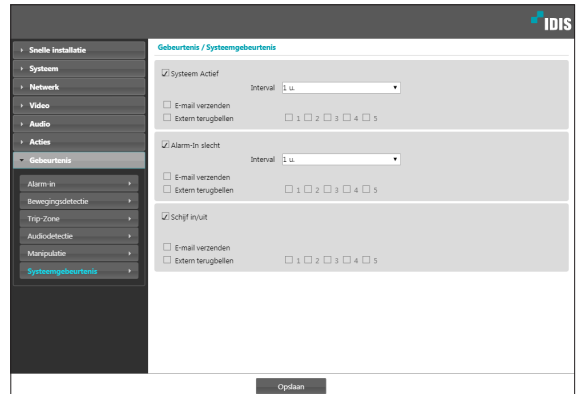 IDIS
Snelle installatie
Systeem
Netwerk
Video
Audio
Acties
Gebeurtenis
Alarm-in
Bewegingsdetectie
Trip-Zone
Audiodetectie
Manipulatie
Systeemgebeurtenis
Gebeurtenis / Systeemgebeurtenis
Systeem Actief
Interval 1 u.
E-mail verzenden
Extern terugbellen 1 2 3 4 5
Alarm-In slecht
Interval 1 u.
E-mail verzenden
Extern terugbellen 1 2 3 4 5
Schijf in/uit
E-mail verzenden
Extern terugbellen 1 2 3 4 5
Opslaan